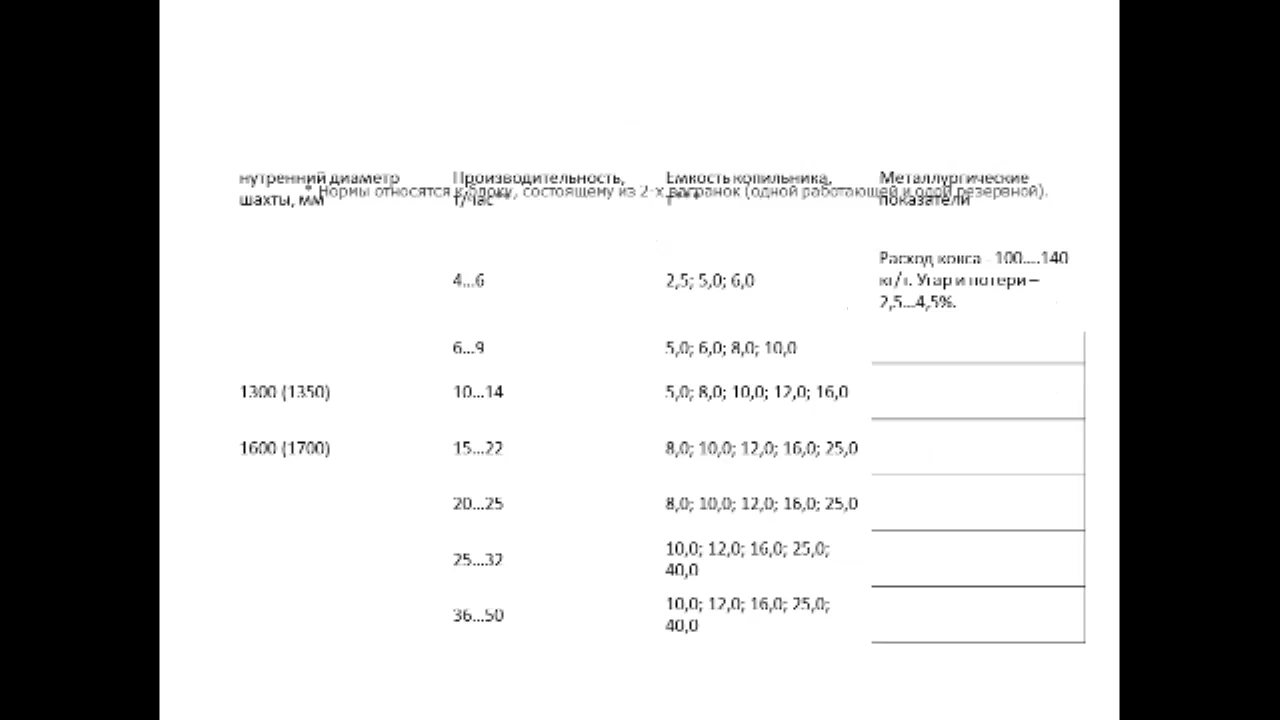 нутренний диаметр шахты, мм
Производительность, т/час**
Емкость копильника, т***
Металлургические показатели
* Нормы относятся к блоку, состоящему из 2-х вагранок (одной работающей и одой резервной).
4...6
2,5; 5,0; 6,0
Расход кокса - 100....140
кг/т. Угар и потери –
2,5...4,5%.
6...9
5,0; 6,0; 8,0; 10,0
1300 (1350)
10...14
5,0; 8,0; 10,0; 12,0; 16,0
1600 (1700)
15...22
8,0; 10,0; 12,0; 16,0; 25,0
20...25
8,0; 10,0; 12,0; 16,0; 25,0
25...32
10,0; 12,0; 16,0; 25,0;
40,0
36...50
10,0; 12,0; 16,0; 25,0;
40,0